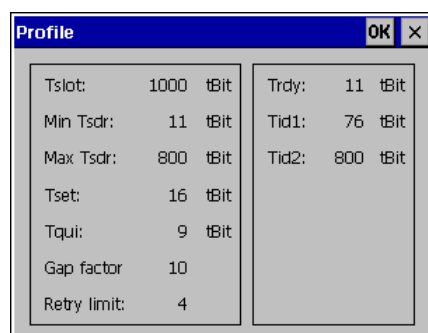 Profile OK ×
Tslot: 1000 tBit
Min Tsdr: 11 tBit
Max Tsdr: 800 tBit
Tset: 16 tBit
Tqui: 9 tBit
Gap factor 10
Retry limit: 4
Trdy: 11 tBit
Tid1: 76 tBit
Tid2: 800 tBit